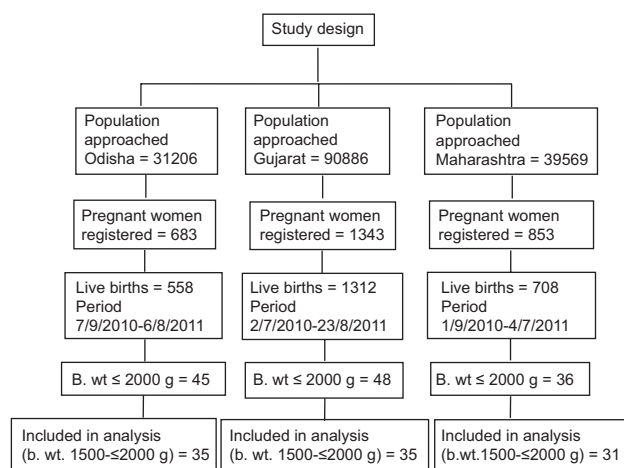 Study design
Population
approached
Odisha = 31206
Pregnant women
registered = 683
Live births = 558
Period
7/9/2010-6/8/2011
B. wt ≤ 2000 g = 45
Included in analysis
(b. wt. 1500-≤2000 g) = 35
Population
approached
Gujarat = 90886
Pregnant women
registered = 1343
Live births = 1312
Period
2/7/2010-23/8/2011
B. wt ≤ 2000 g = 48
Included in analysis
(b. wt. 1500-≤2000 g) = 35
Population
approached
Maharashtra = 39569
Pregnant women
registered = 853
Live births = 708
Period
1/9/2010-4/7/2011
B. wt ≤ 2000 g = 36
Included in analysis
(b.wt.1500-≤2000 g) = 31